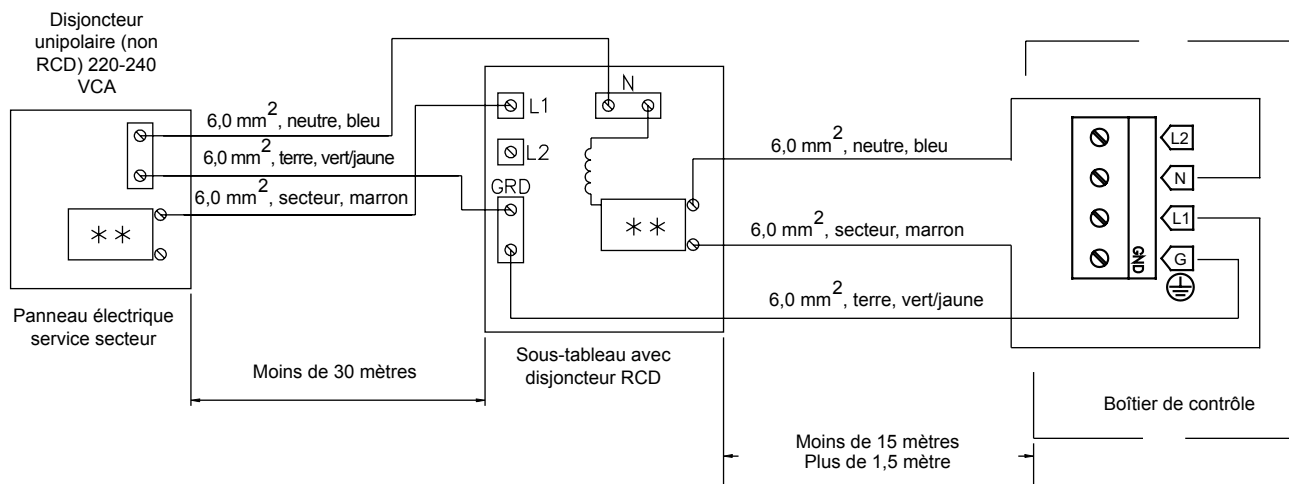 Disjoncteur
unipolaire (non
RCD) 220-240
VCA
6,0 mm², neutre, bleu
6,0 mm², terre, vert/jaune
6,0 mm², secteur, marron
* *
Panneau électrique
service secteur
Moins de 30 mètres
L1
N
L2
GRD
* *
Sous-tableau avec
disjoncteur RCD
6,0 mm², neutre, bleu
6,0 mm², secteur, marron
6,0 mm², terre, vert/jaune
Moins de 15 mètres
Plus de 1,5 mètre
L2
N
L1
G
GND
Boîtier de contrôle